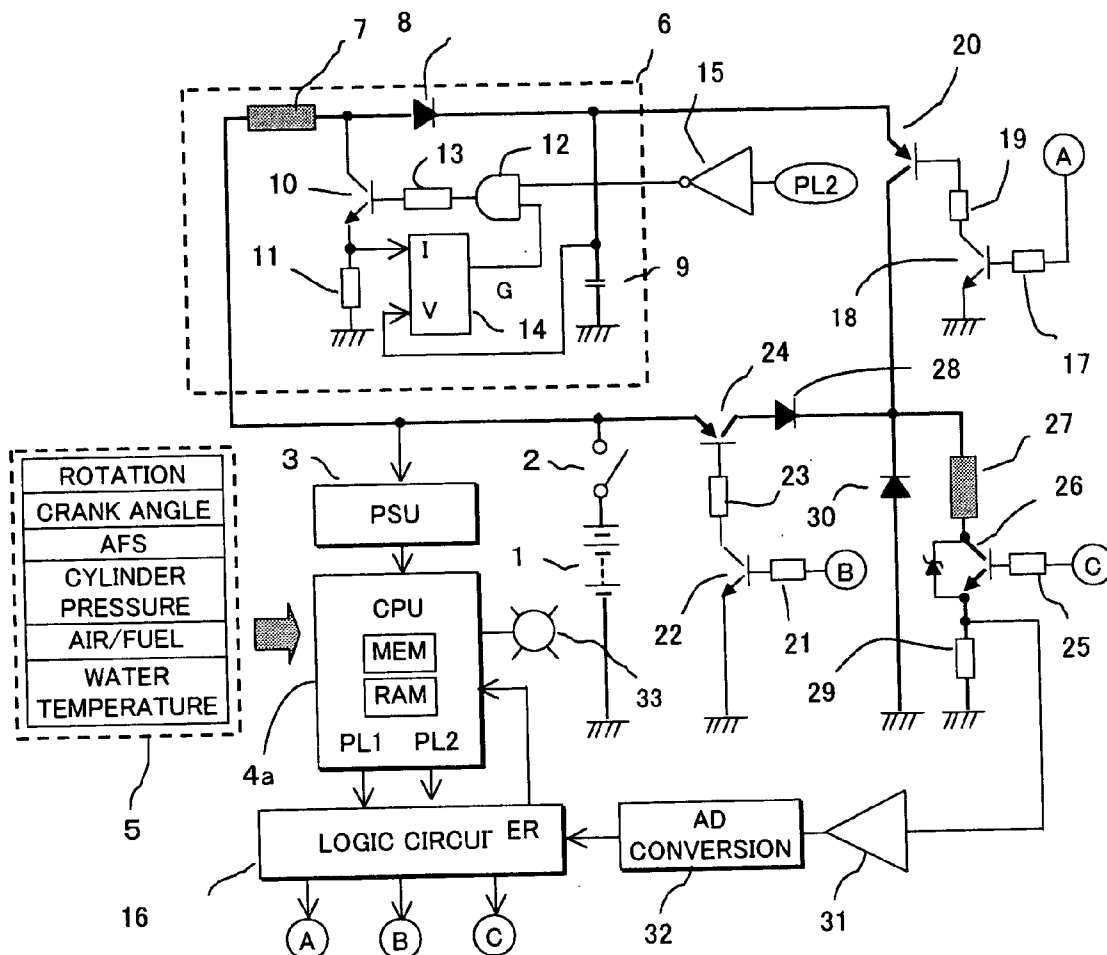 7
8
6
20
15
12
19
A
13
10
PL2
11
I
G
9
18
V
14
17
24
28
27
3
2
23
26
30
ROTATION
CRANK ANGLE
AFS
CYLINDER
PRESSURE
AIR/FUEL
WATER
TEMPERATURE
PSU
1
B
C
CPU
22
21
25
MEM
29
RAM
33
PL1 PL2
4a
5
LOGIC CIRCUI
ER
AD
CONVERSION
16
32
31
A
B
C